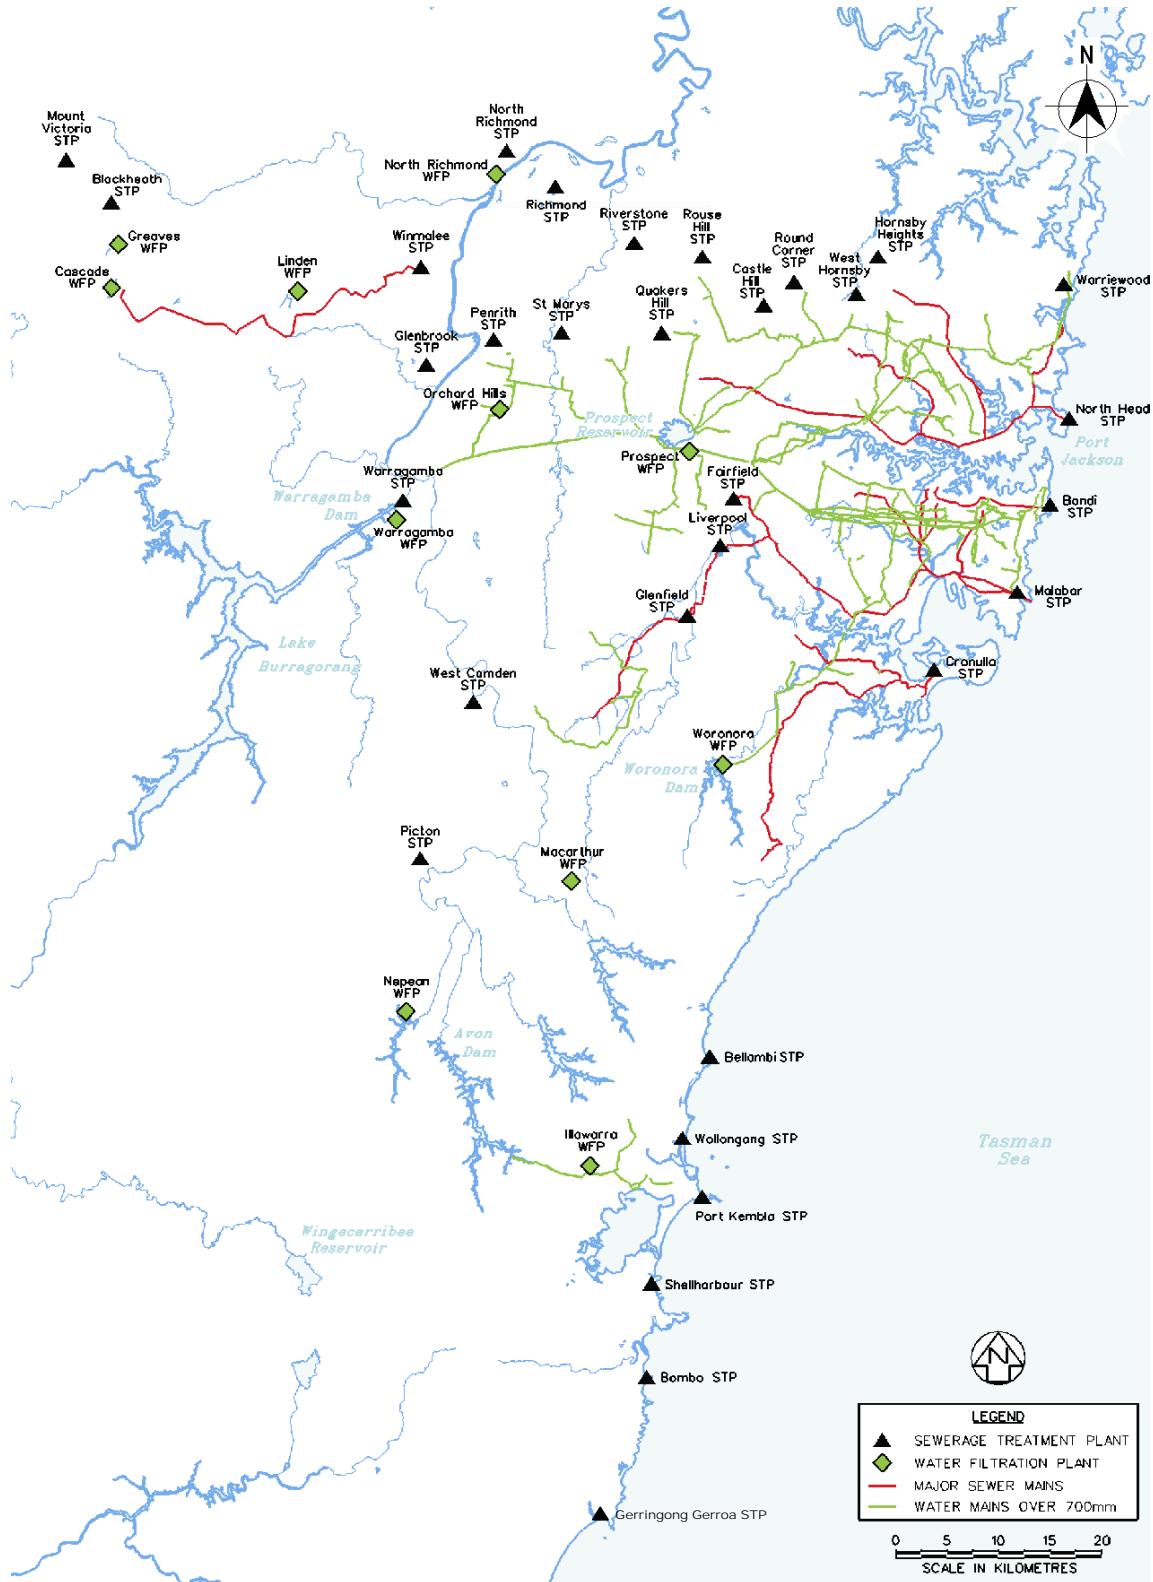 N
Mount
Victoria
STP
Blackheath
STP
Greaves
WFP
Cascade
WFP
Linden
WFP
Winmalee
STP
North
Richmond
STP
North Richmond
WFP
Richmond
STP
Riverstone
STP
Rouse
Hill
STP
Round
Corner
STP
Castle
Hill
STP
Hornsby
Heights
STP
West
Hornsby
STP
Warriewood
STP
Penrith
STP
St Marys
STP
Quakers
Hill
STP
Glenbrook
STP
Orchard Hills
WFP
Prospect
Reservoir
Prospect
WFP
North Head
STP
Port
Jackson
Warragamba
STP
Warragamba
Dam
Warragamba
WFP
Fairfield
STP
Liverpool
STP
Bondi
STP
Glenfield
STP
Malabar
STP
Lake
Burragorang
West Camden
STP
Cronulla
STP
Woronora
WFP
Woronora
Dam
Picton
STP
Macarthur
WFP
Nepean
WFP
Avon
Dam
Bellambi STP
Illawarra
WFP
Wollongong STP
Tasman
Sea
Port Kembla STP
Wingecarribee
Reservoir
Shellharbour STP
Bombo STP
Gerringong Gerroa STP
N
LEGEND
SEWERAGE TREATMENT PLANT
WATER FILTRATION PLANT
MAJOR SEWER MAINS
WATER MAINS OVER 700mm
0 5 10 15 20
SCALE IN KILOMETRES